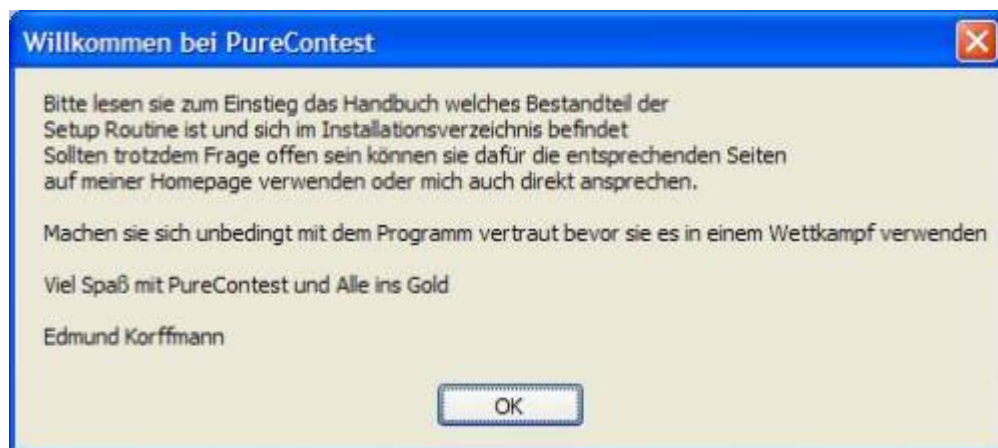 Willkommen bei PureContest
Bitte lesen sie zum Einstieg das Handbuch welches Bestandteil der
Setup Routine ist und sich im Installationsverzeichnis befindet
Sollten trotzdem Frage offen sein können sie dafür die entsprechenden Seiten
auf meiner Homepage verwenden oder mich auch direkt ansprechen.
Machen sie sich unbedingt mit dem Programm vertraut bevor sie es in einem Wettkampf verwenden
Viel Spaß mit PureContest und Alle ins Gold
Edmund Korffmann
OK